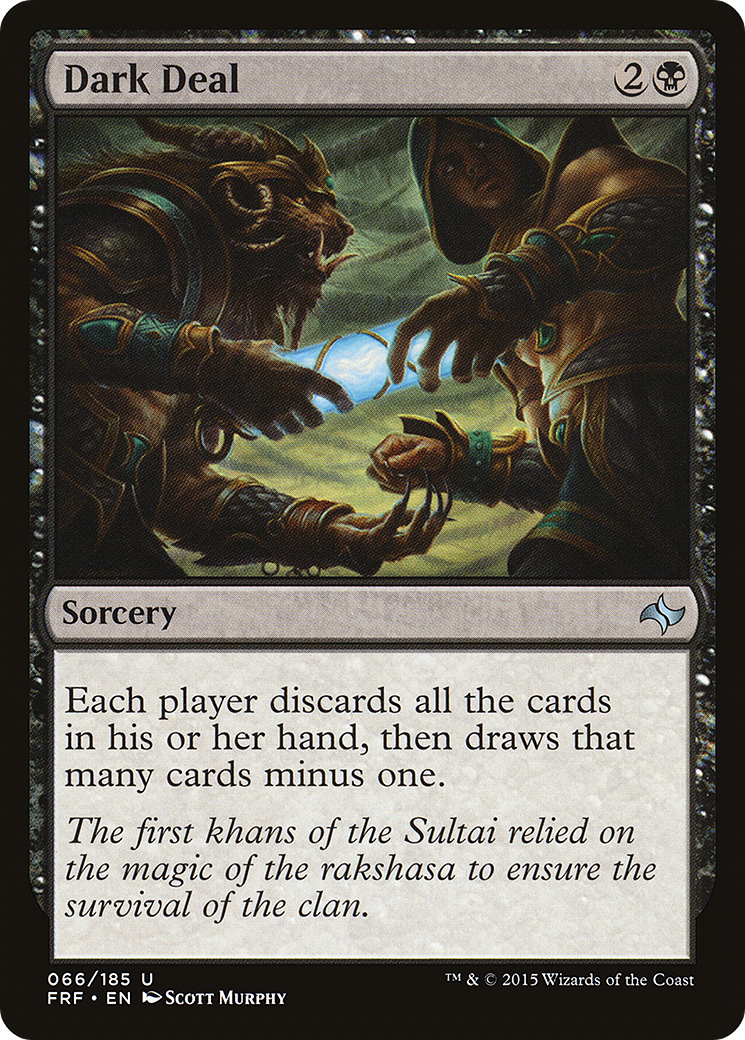 Dark Deal 2
Sorcery
Each player discards all the cards
in his or her hand, then draws that
many cards minus one.
The first khans of the Sultai relied on
the magic of the rakshasa to ensure the
survival of the clan.
066/185 U
™ & © 2015 Wizards of the Coast
FRF • EN Scott Murphy